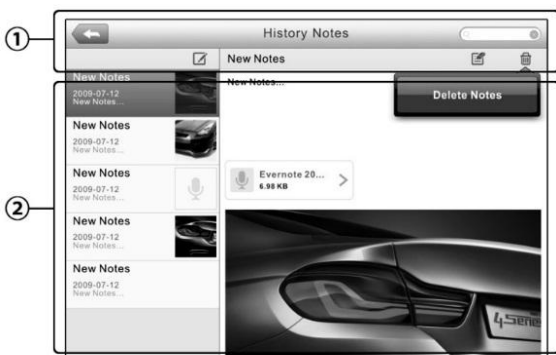 ①
History Notes
New Notes
New Notes
2009-07-12
New Notes...
New Notes...
Delete Notes
New Notes
2009-07-12
New Notes...
New Notes
2009-07-12
New Notes...
Evernote 20...
6.98 KB
②
New Notes
2009-07-12
New Notes...
New Notes
2009-07-12
New Notes...
4Series